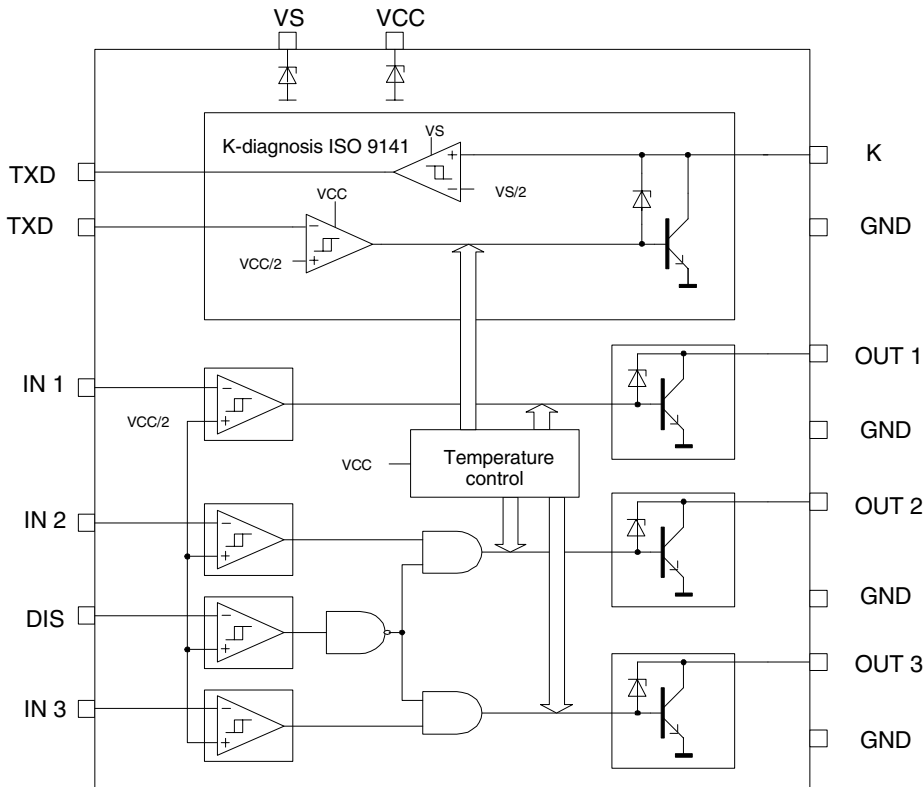 VS VCC
K-diagnosis ISO 9141
VS
+
K
TXD
−
VS/2
VCC
TXD
GND
VCC/2
+
OUT 1
IN 1
−
VCC/2
+
GND
Temperature
control
VCC
OUT 2
IN 2
−
+
GND
DIS
−
+
OUT 3
IN 3
−
+
GND